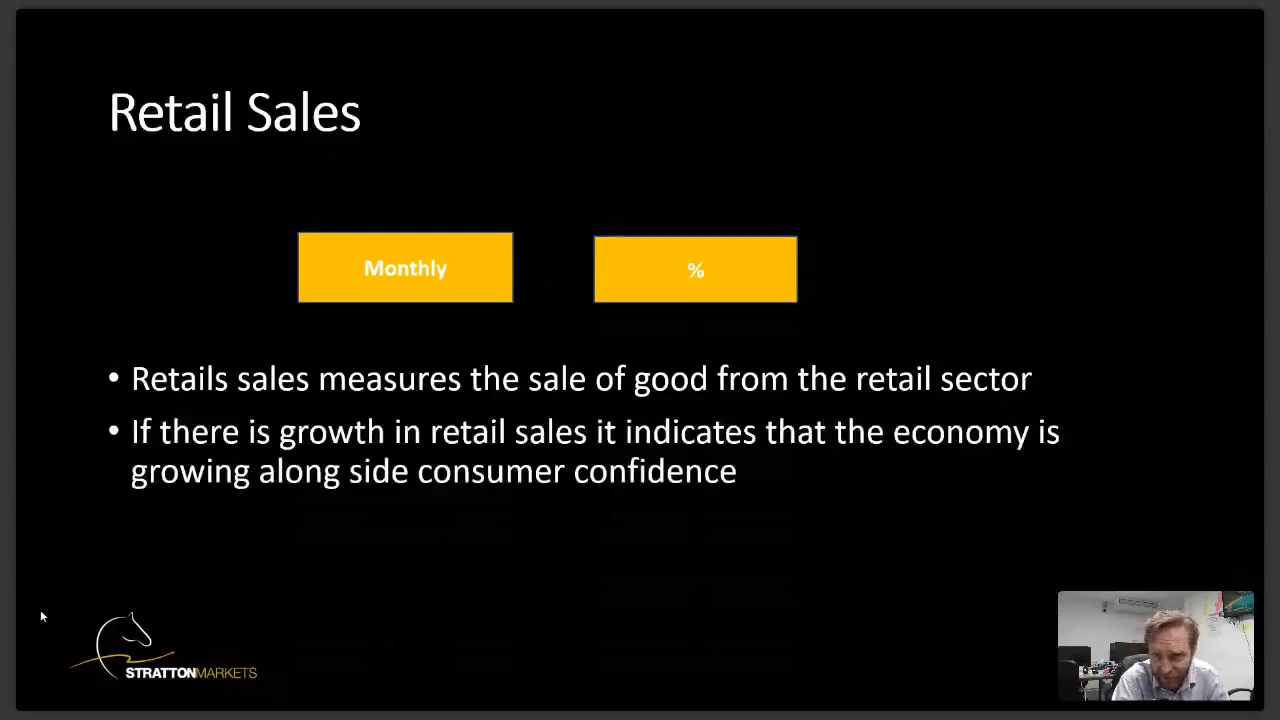 Retail Sales
Monthly
%
• Retails sales measures the sale of good from the retail sector
• If there is growth in retail sales it indicates that the economy is
growing along side consumer confidence
STRATTONMARKETS